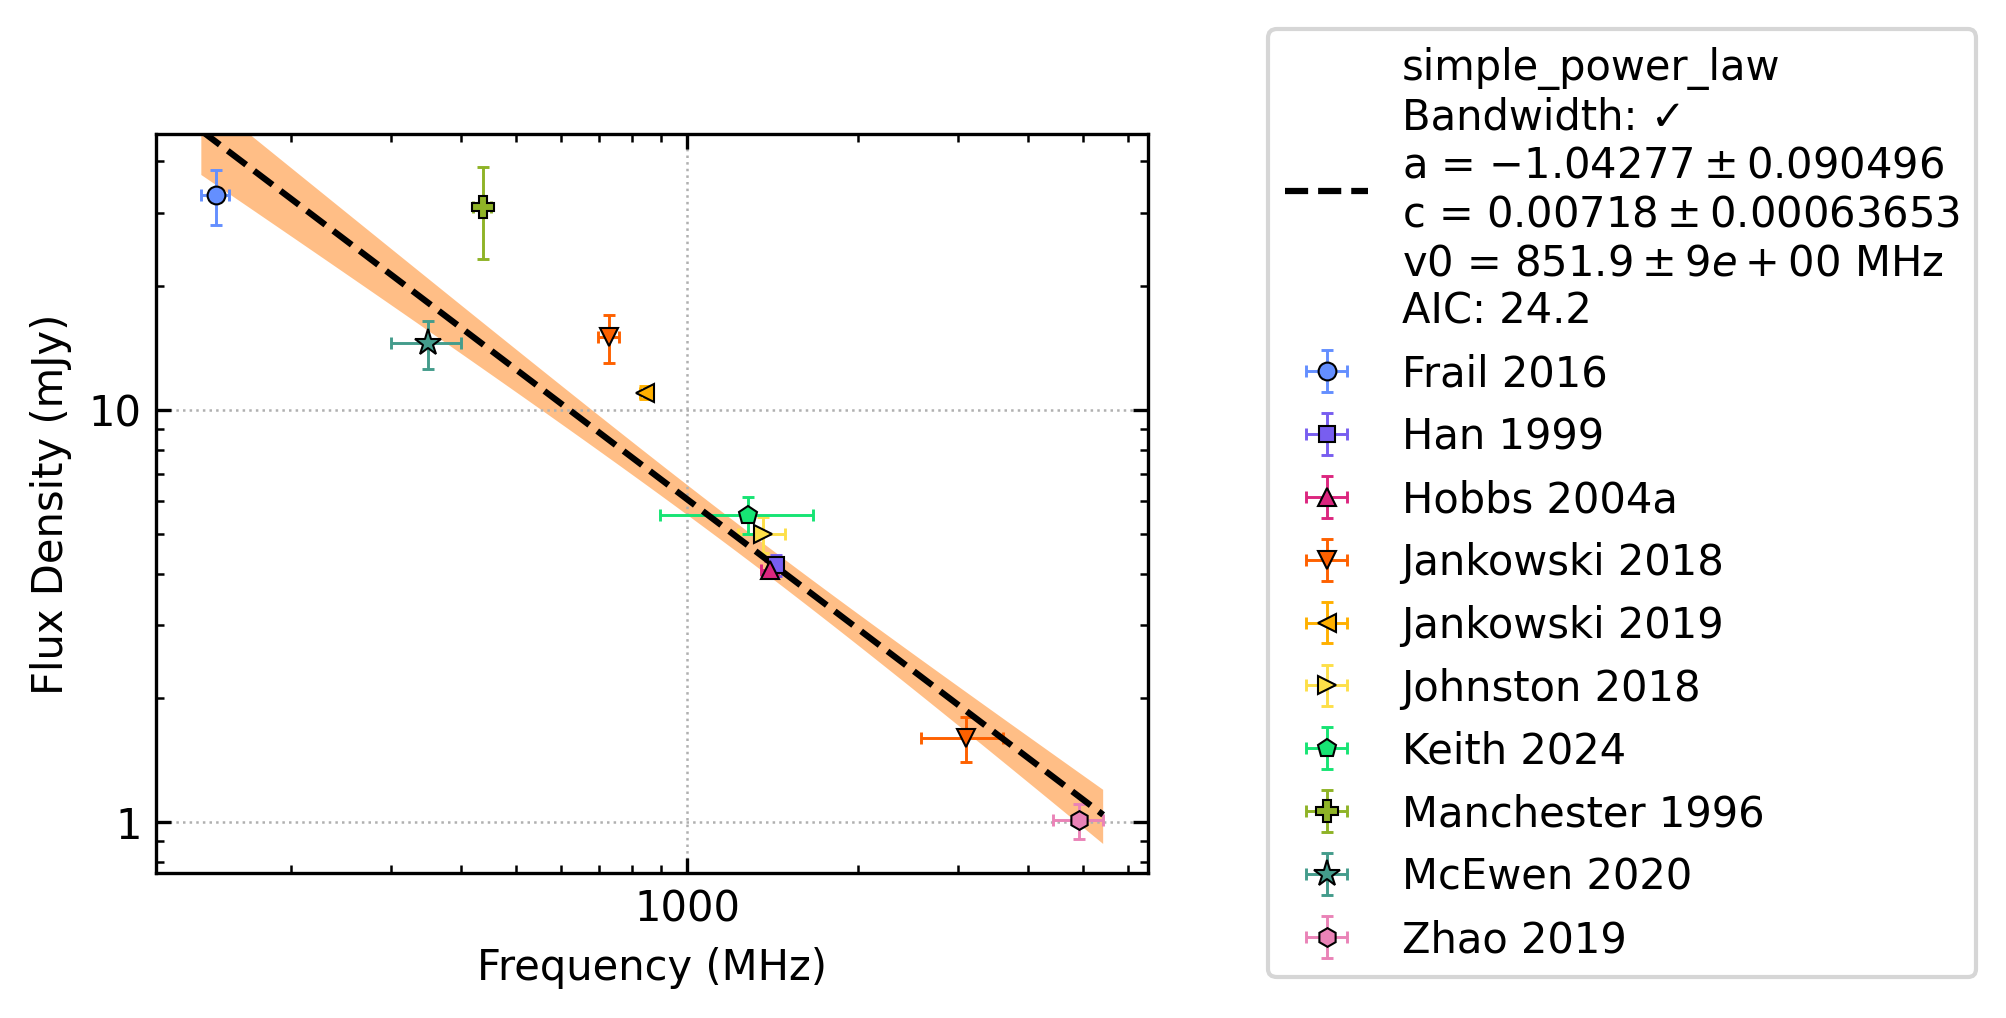 Flux Density (mJy)
10
1
1000
Frequency (MHz)
simple_power_law
Bandwidth: ✓
a = −1.04277 ± 0.090496
c = 0.00718 ± 0.00063653
v0 = 851.9 ± 9e + 00 MHz
AIC: 24.2
Frail 2016
Han 1999
Hobbs 2004a
Jankowski 2018
Jankowski 2019
Johnston 2018
Keith 2024
Manchester 1996
McEwen 2020
Zhao 2019